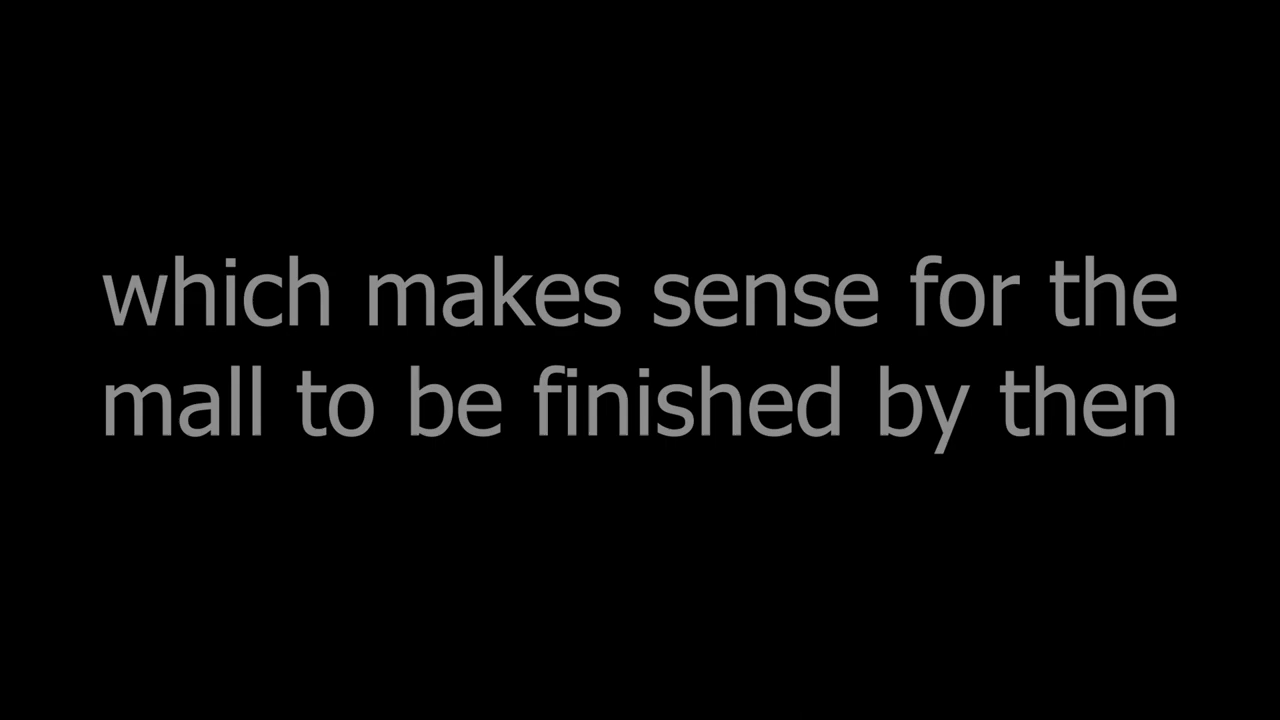 which makes sense for the
mall to be finished by then